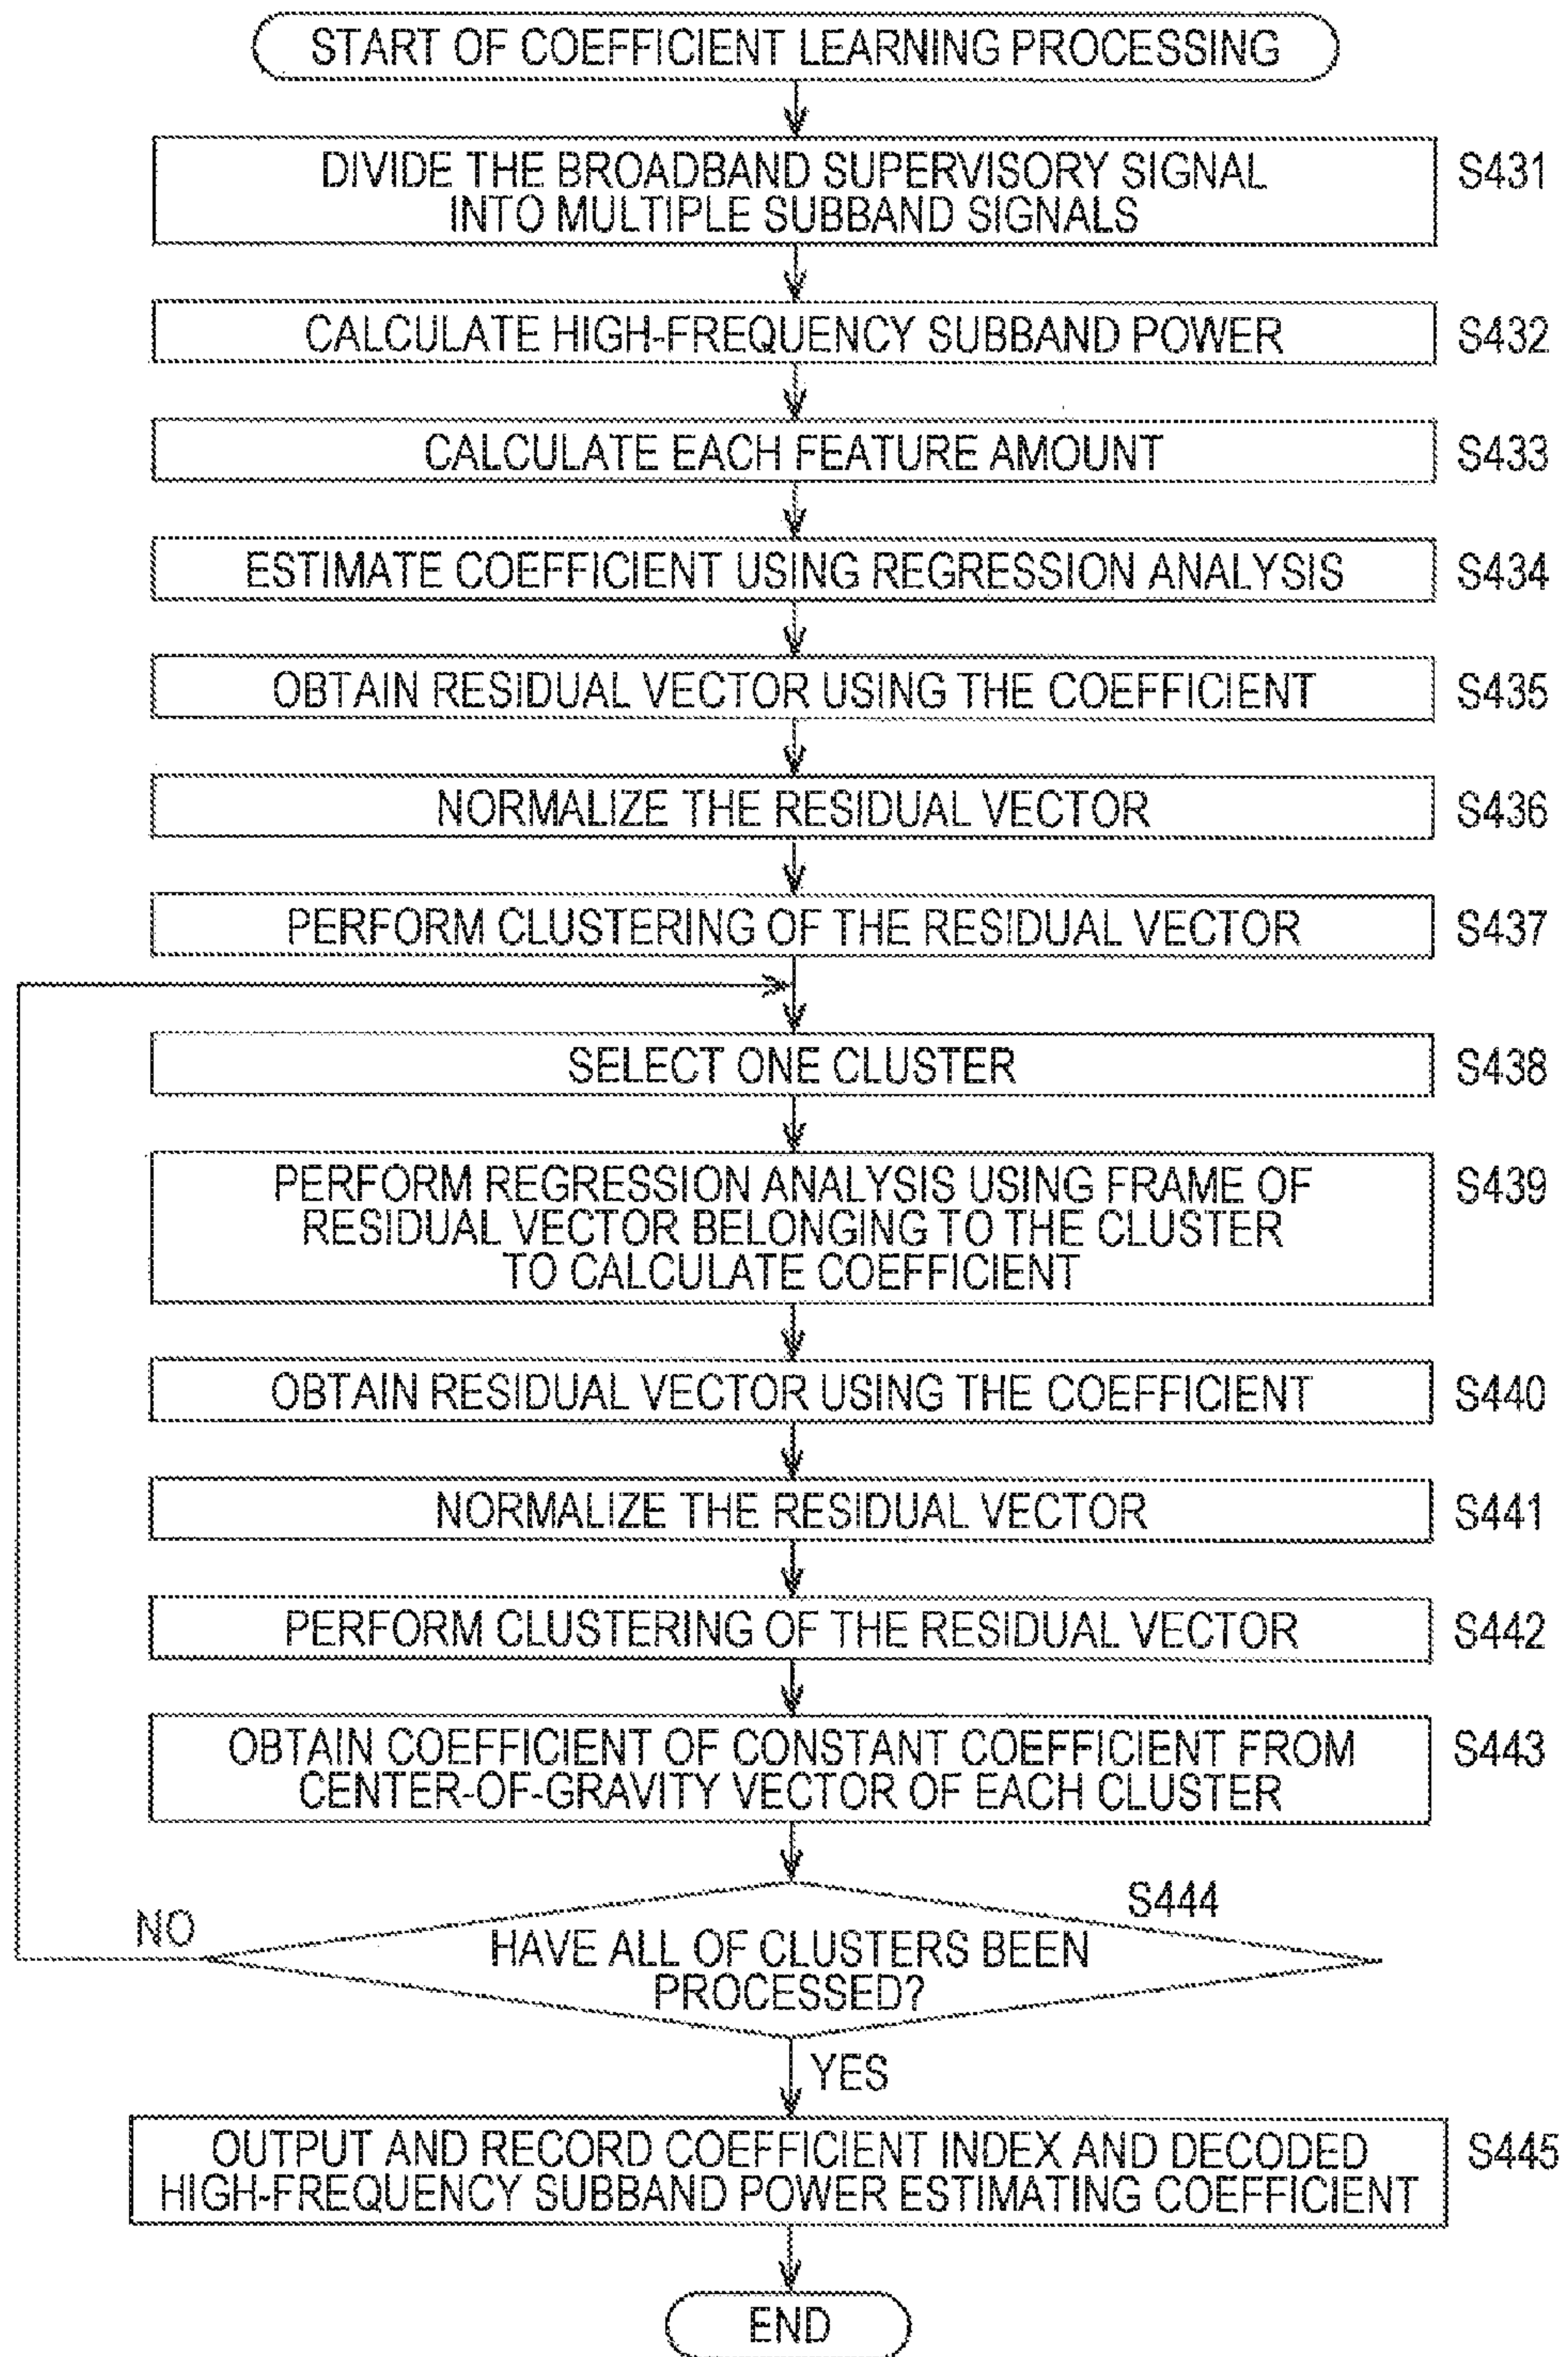 START OF COEFFICIENT LEARNING PROCESSING
DIVIDE THE BROADBAND SUPERVISORY SIGNAL
INTO MULTIPLE SUBBAND SIGNALS
S431
CALCULATE HIGH-FREQUENCY SUBBAND POWER
S432
CALCULATE EACH FEATURE AMOUNT
S433
ESTIMATE COEFFICIENT USING REGRESSION ANALYSIS
S434
OBTAIN RESIDUAL VECTOR USING THE COEFFICIENT
S435
NORMALIZE THE RESIDUAL VECTOR
S436
PERFORM CLUSTERING OF THE RESIDUAL VECTOR
S437
SELECT ONE CLUSTER
S438
PERFORM REGRESSION ANALYSIS USING FRAME OF
RESIDUAL VECTOR BELONGING TO THE CLUSTER
TO CALCULATE COEFFICIENT
S439
OBTAIN RESIDUAL VECTOR USING THE COEFFICIENT
S440
NORMALIZE THE RESIDUAL VECTOR
S441
PERFORM CLUSTERING OF THE RESIDUAL VECTOR
S442
OBTAIN COEFFICIENT OF CONSTANT COEFFICIENT FROM
CENTER-OF-GRAVITY VECTOR OF EACH CLUSTER
S443
S444
NO
HAVE ALL OF CLUSTERS BEEN
PROCESSED?
YES
OUTPUT AND RECORD COEFFICIENT INDEX AND DECODED
HIGH-FREQUENCY SUBBAND POWER ESTIMATING COEFFICIENT
S445
END